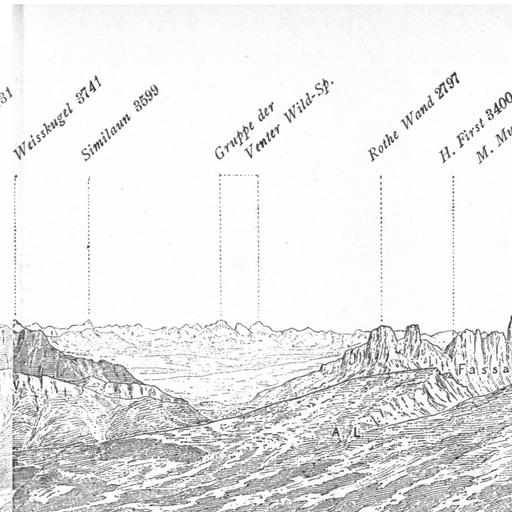 31
Weisskugel 3741
Similaun 3599
Gruppe der
Venter Wild-Sp.
Rothe Wand 2797
H. First 3400
M. Mu
Fassa
A L